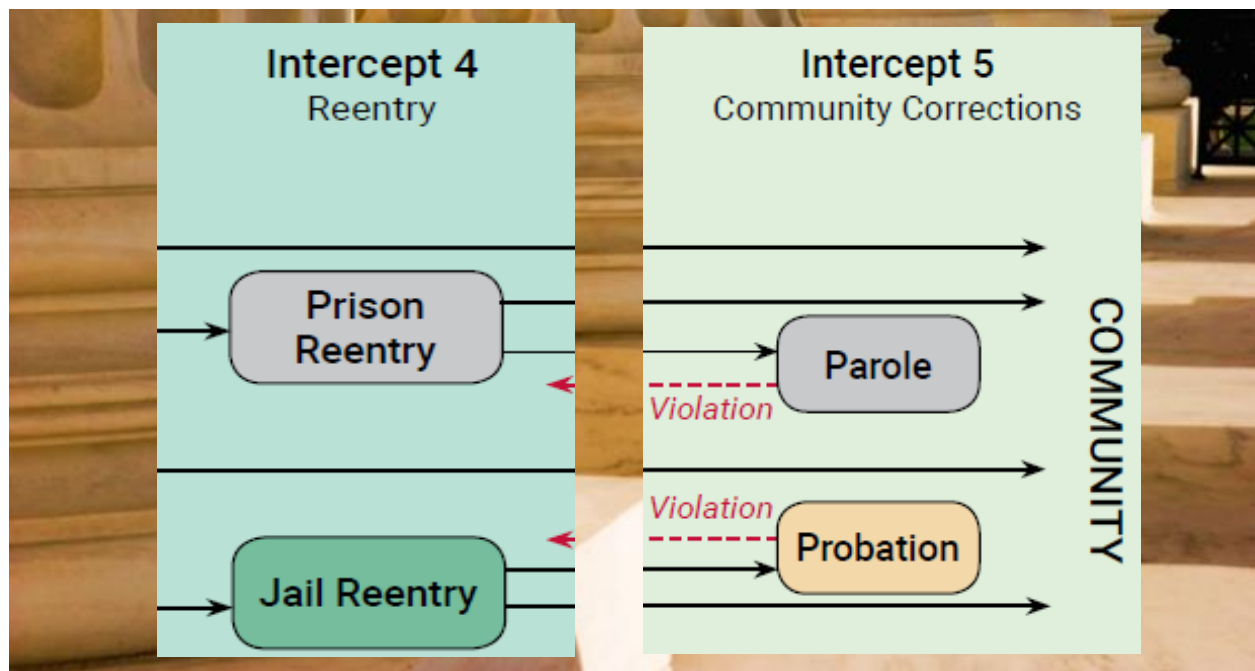 Intercept 4
Reentry
Prison
Reentry
Jail Reentry
Intercept 5
Community Corrections
Parole
Violation
Violation
Probation
COMMUNITY